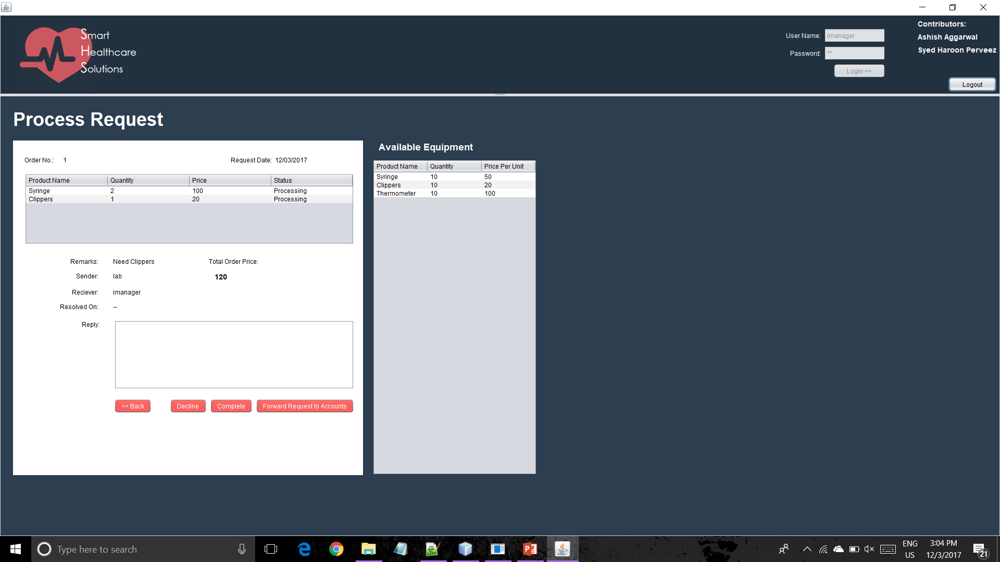 Smart
Healthcare
Solutions
User Name: imanager
Password: **
Login >>
Contributors:
Ashish Aggarwal
Syed Haroon Perveez
Logout
Process Request
Order No.: 1 Request Date: 12/03/2017
Product Name Quantity Price Status
Syringe 2 100 Processing
Clippers 1 20 Processing
Remarks: Need Clippers Total Order Price:
Sender: lab 120
Reciever: imanager
Resolved On: --
Reply:
<< Back Decline Complete Forward Request to Accounts
Available Equipment
Product Name Quantity Price Per Unit
Syringe 10 50
Clippers 10 20
Thermometer 10 100
Type here to search
ENG
US
3:04 PM
12/3/2017
21